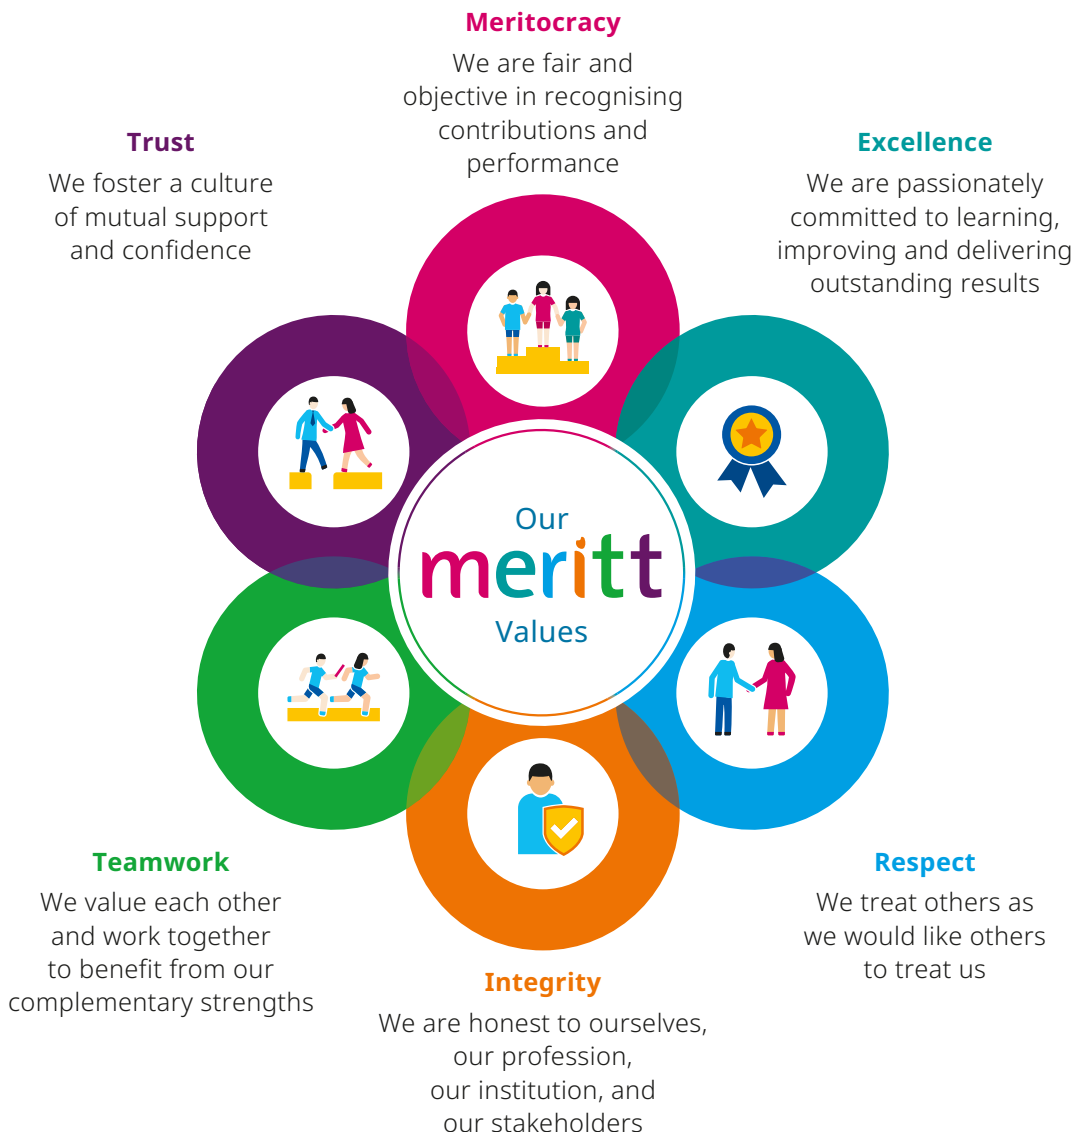 Meritocracy
We are fair and
objective in recognising
contributions and
performance
Trust
We foster a culture
of mutual support
and confidence
Excellence
We are passionately
committed to learning,
improving and delivering
outstanding results
Our
meritt
Values
Teamwork
We value each other
and work together
to benefit from our
complementary strengths
Respect
We treat others as
we would like others
to treat us
Integrity
We are honest to ourselves,
our profession,
our institution, and
our stakeholders